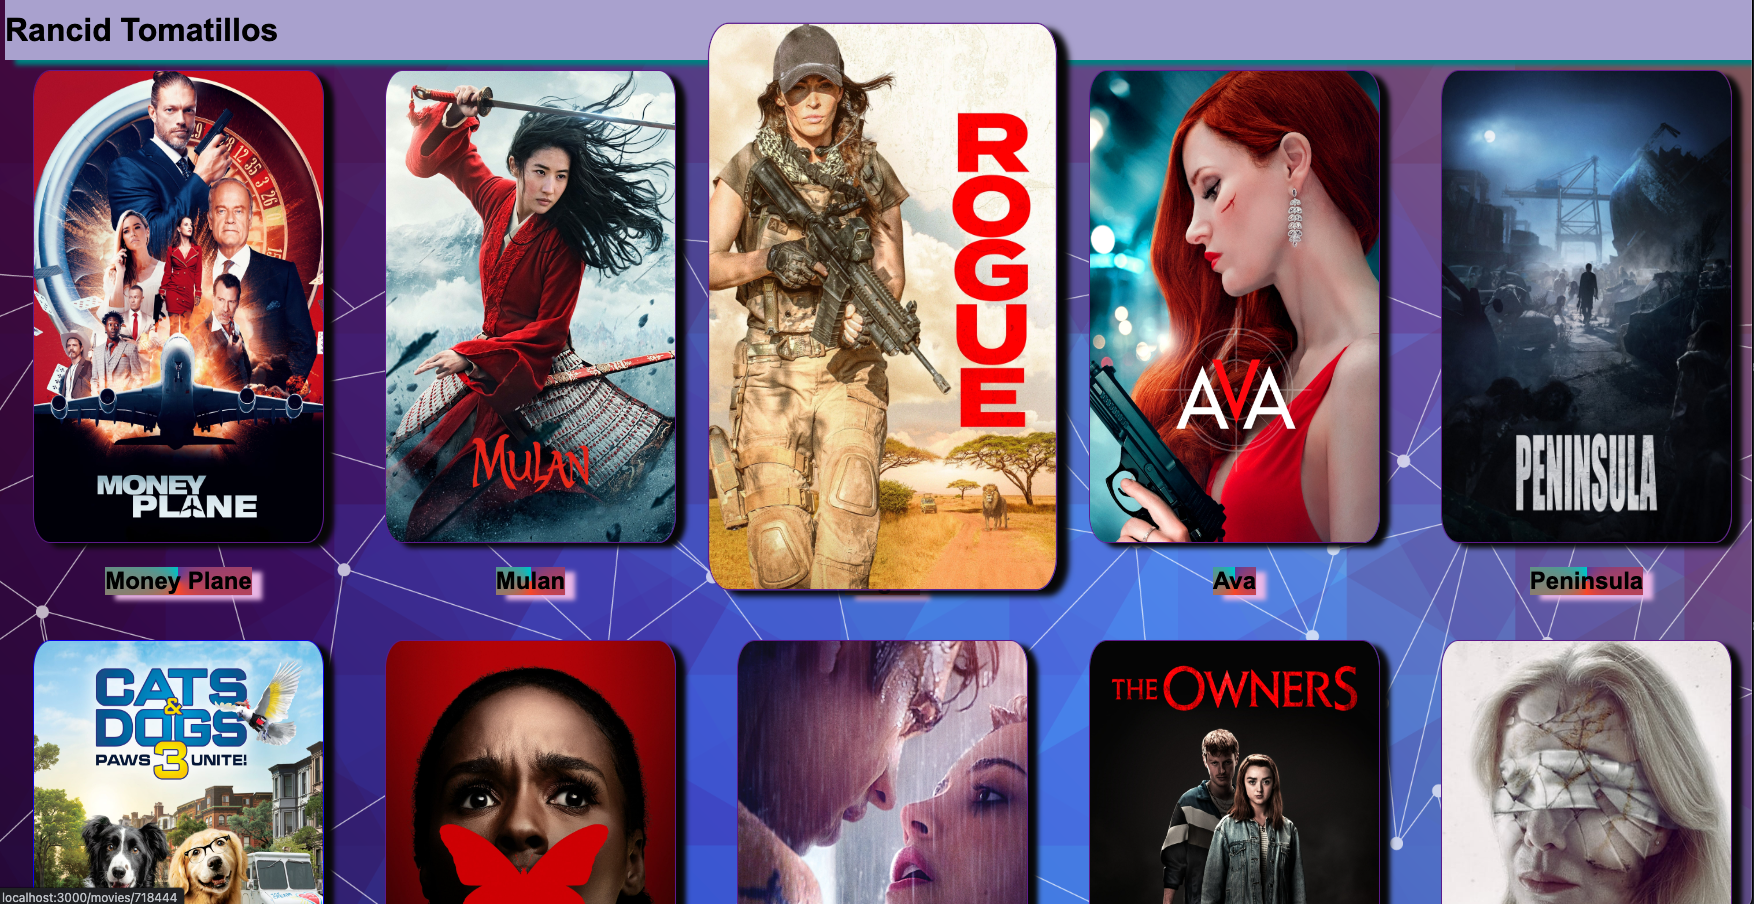 Rancid Tomatillos
MONEY
PLANE
MULAN
ROGUE
AVA
PENINSULA
Money Plane
Mulan
Ava
Peninsula
CATS
&
DOGS
3
PAWS UNITE!
THE OWNERS
localhost:3000/movies/718444